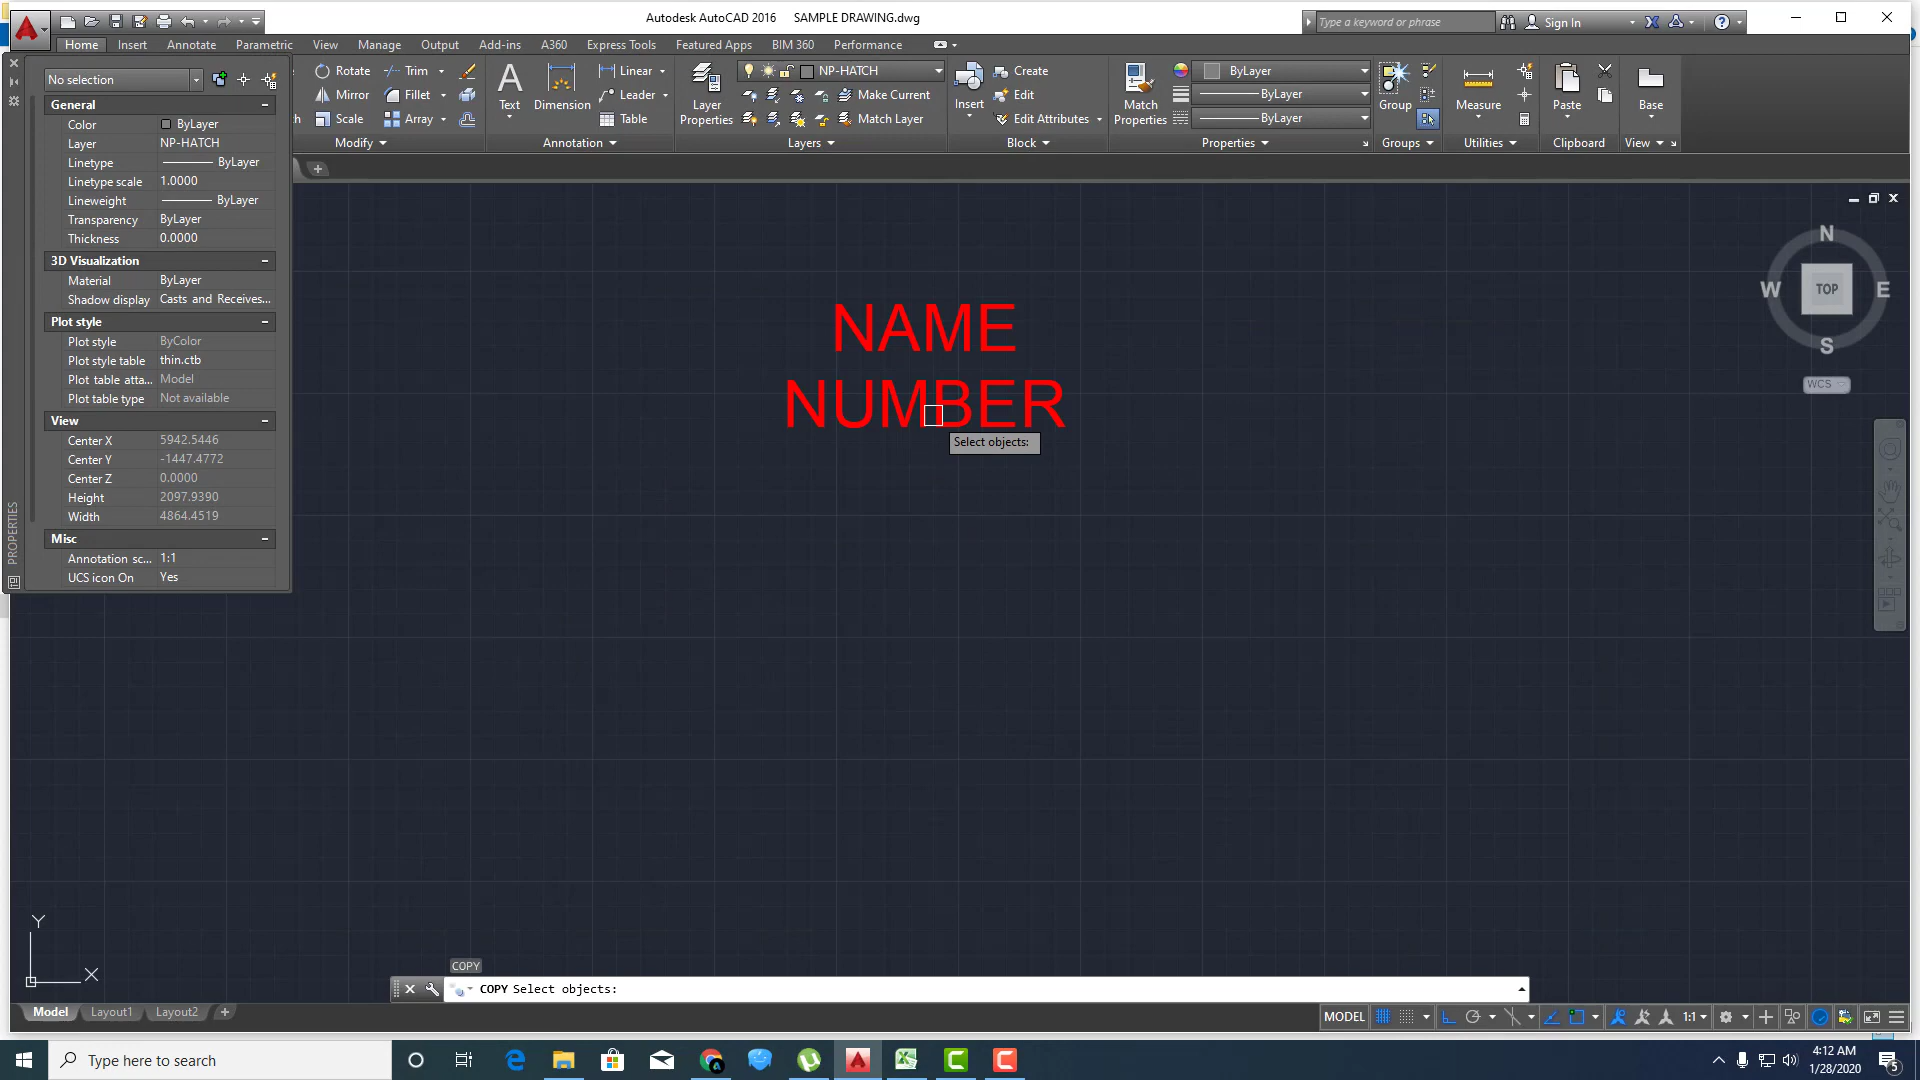 Autodesk AutoCAD 2016 SAMPLE DRAWING.dwg
Type a keyword or phrase
Sign In
Home Insert Annotate Parametric View Manage Output Add-ins A360 Express Tools Featured Apps BIM 360 Performance
No selection
General
Color ByLayer
Layer NP-HATCH
Linetype ByLayer
Linetype scale 1.0000
Lineweight ByLayer
Transparency ByLayer
Thickness 0.0000
3D Visualization
Material ByLayer
Shadow display Casts and Receives...
Plot style
Plot style ByColor
Plot style table thin.ctb
Plot table atta... Model
Plot table type Not available
View
Center X 5942.5446
Center Y -1447.4772
Center Z 0.0000
Height 2097.9390
Width 4864.4519
Misc
Annotation sc... 1:1
UCS icon On Yes
PROPERTIES
Rotate Trim
Mirror Fillet
Scale Array
Modify
Text
Dimension
Linear
Leader
Table
Annotation
Layer Properties
NP-HATCH
Make Current
Match Layer
Layers
Insert
Create
Edit
Edit Attributes
Block
Match Properties
ByLayer
ByLayer
ByLayer
Properties
Group
Groups
Measure
Utilities
Paste
Clipboard
Base
View
NAME
NUMBER
Select objects:
N
W TOP E
S
WCS
Y
X
COPY
COPY Select objects:
Model Layout1 Layout2
MODEL 1:1
Type here to search
4:12 AM
1/28/2020
5